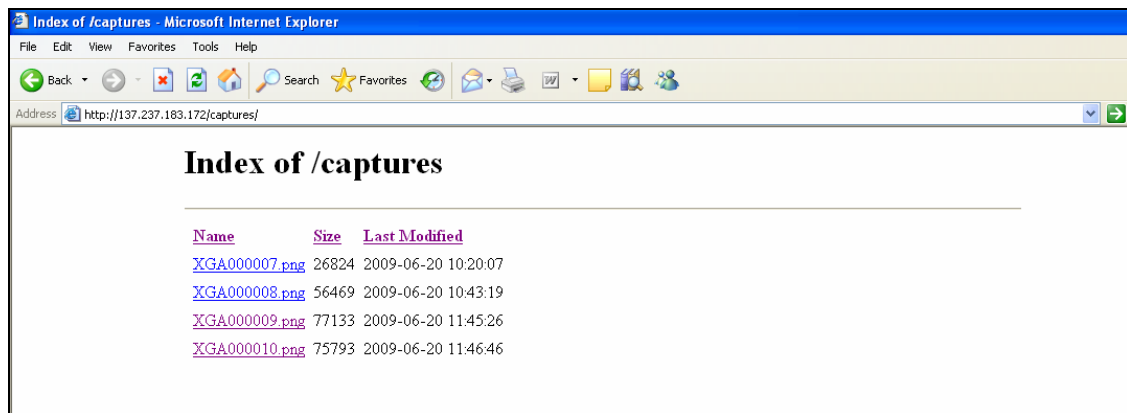 Index of /captures - Microsoft Internet Explorer
File Edit View Favorites Tools Help
Back Search Favorites W
Address http://137.237.183.172/captures/
Index of /captures
Name Size Last Modified
XGA000007.png 26824 2009-06-20 10:20:07
XGA000008.png 56469 2009-06-20 10:43:19
XGA000009.png 77133 2009-06-20 11:45:26
XGA000010.png 75793 2009-06-20 11:46:46